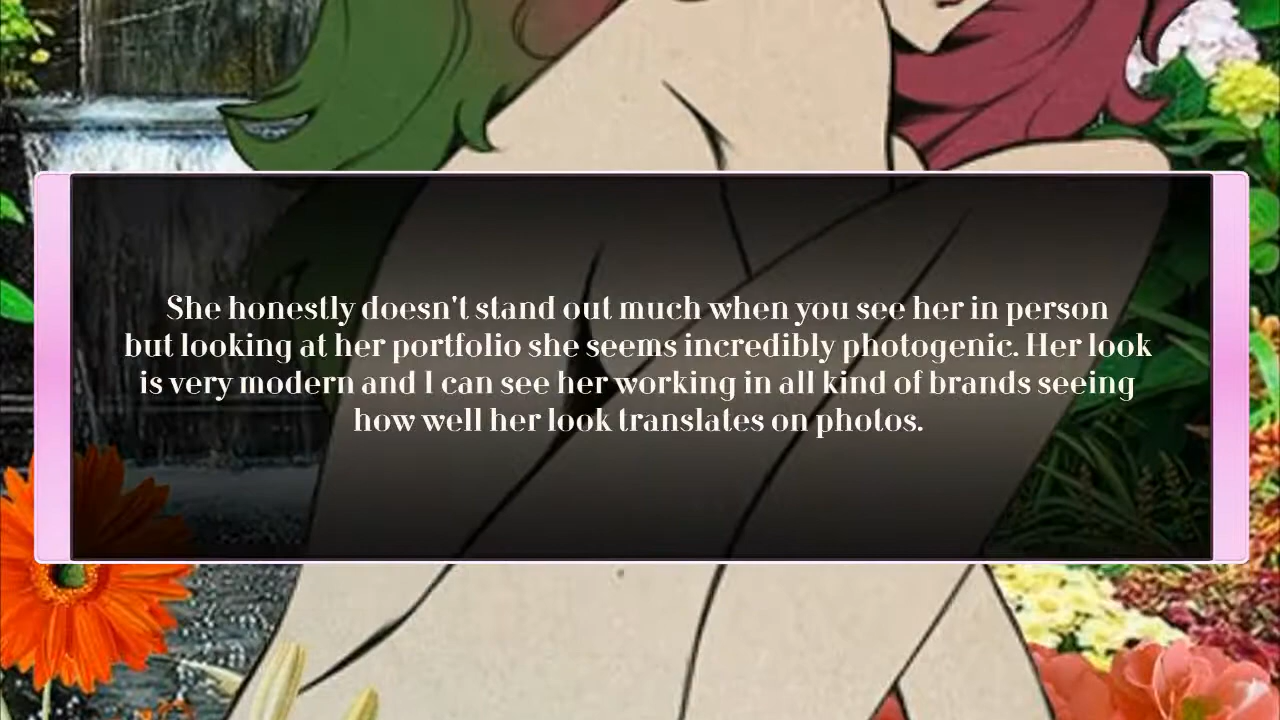 She honestly doesn't stand out much when you see her in person
but looking at her portfolio she seems incredibly photogenic. Her look
is very modern and I can see her working in all kind of brands seeing
how well her look translates on photos.